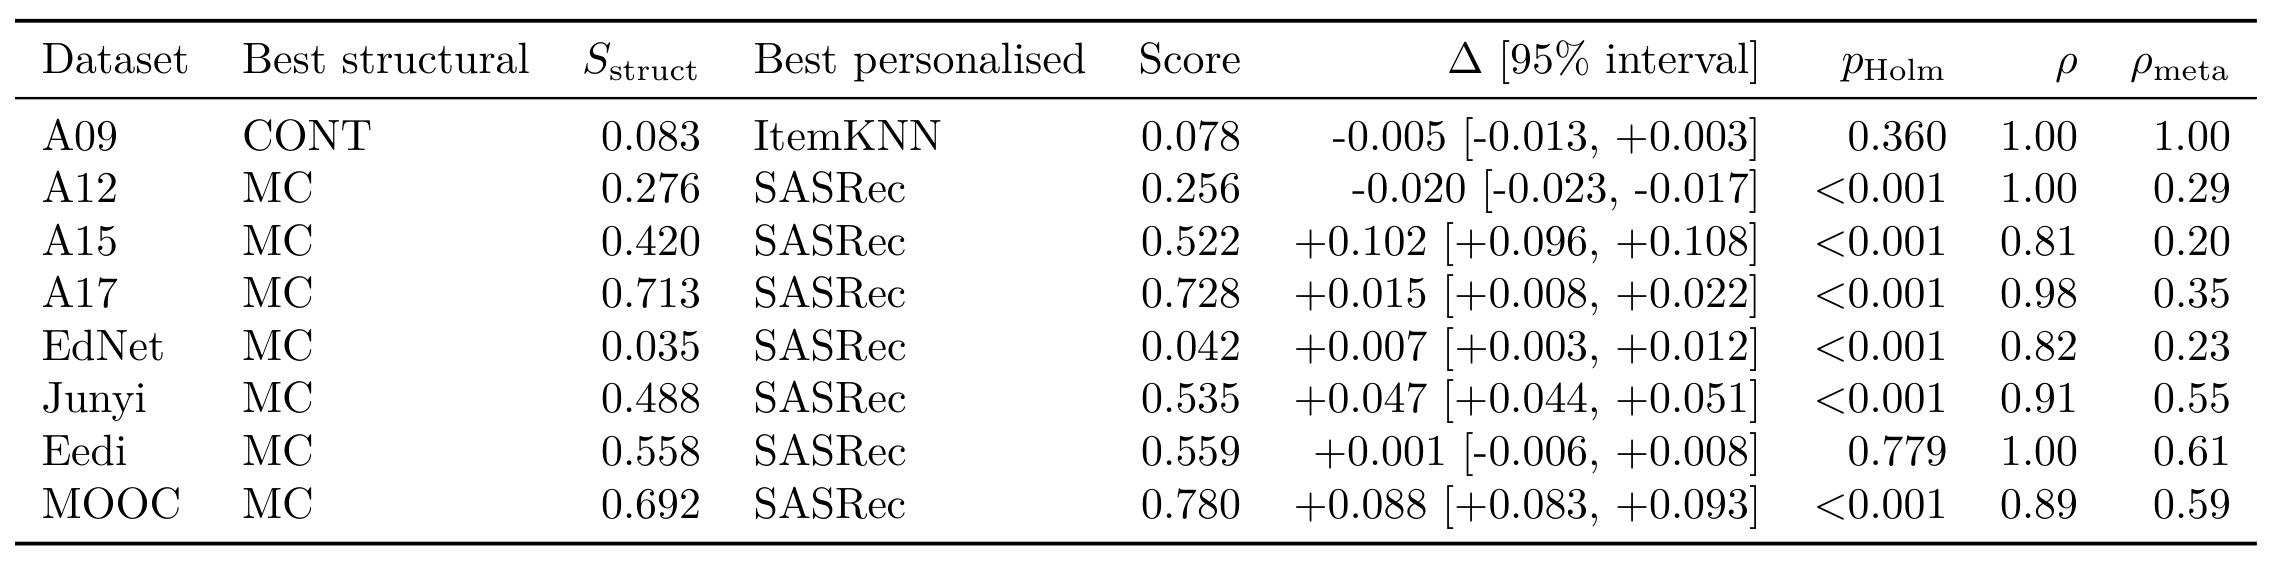 Dataset Best structural S_struct Best personalised Score Δ [95% interval] p_Holm ρ ρ_meta
A09 CONT 0.083 ItemKNN 0.078 -0.005 [-0.013, +0.003] 0.360 1.00 1.00
A12 MC 0.276 SASRec 0.256 -0.020 [-0.023, -0.017] <0.001 1.00 0.29
A15 MC 0.420 SASRec 0.522 +0.102 [+0.096, +0.108] <0.001 0.81 0.20
A17 MC 0.713 SASRec 0.728 +0.015 [+0.008, +0.022] <0.001 0.98 0.35
EdNet MC 0.035 SASRec 0.042 +0.007 [+0.003, +0.012] <0.001 0.82 0.23
Junyi MC 0.488 SASRec 0.535 +0.047 [+0.044, +0.051] <0.001 0.91 0.55
Eedi MC 0.558 SASRec 0.559 +0.001 [-0.006, +0.008] 0.779 1.00 0.61
MOOC MC 0.692 SASRec 0.780 +0.088 [+0.083, +0.093] <0.001 0.89 0.59